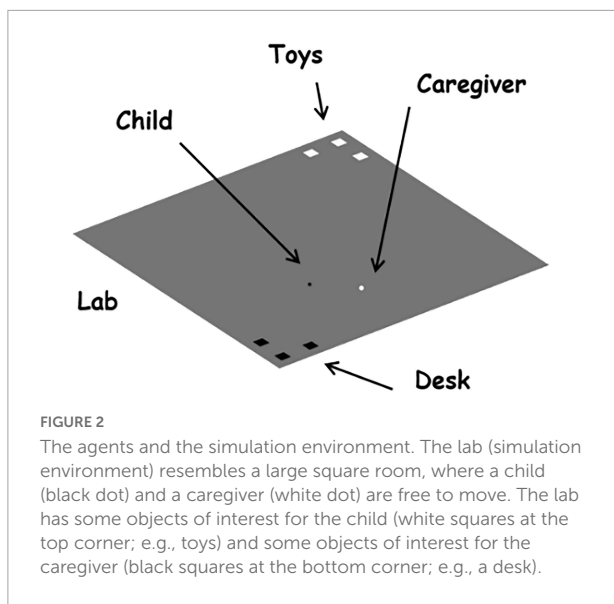 Toys
Caregiver
Child
Lab
Desk
FIGURE 2
The agents and the simulation environment. The lab (simulation
environment) resembles a large square room, where a child
(black dot) and a caregiver (white dot) are free to move. The lab
has some objects of interest for the child (white squares at the
top corner; e.g., toys) and some objects of interest for the
caregiver (black squares at the bottom corner; e.g., a desk).